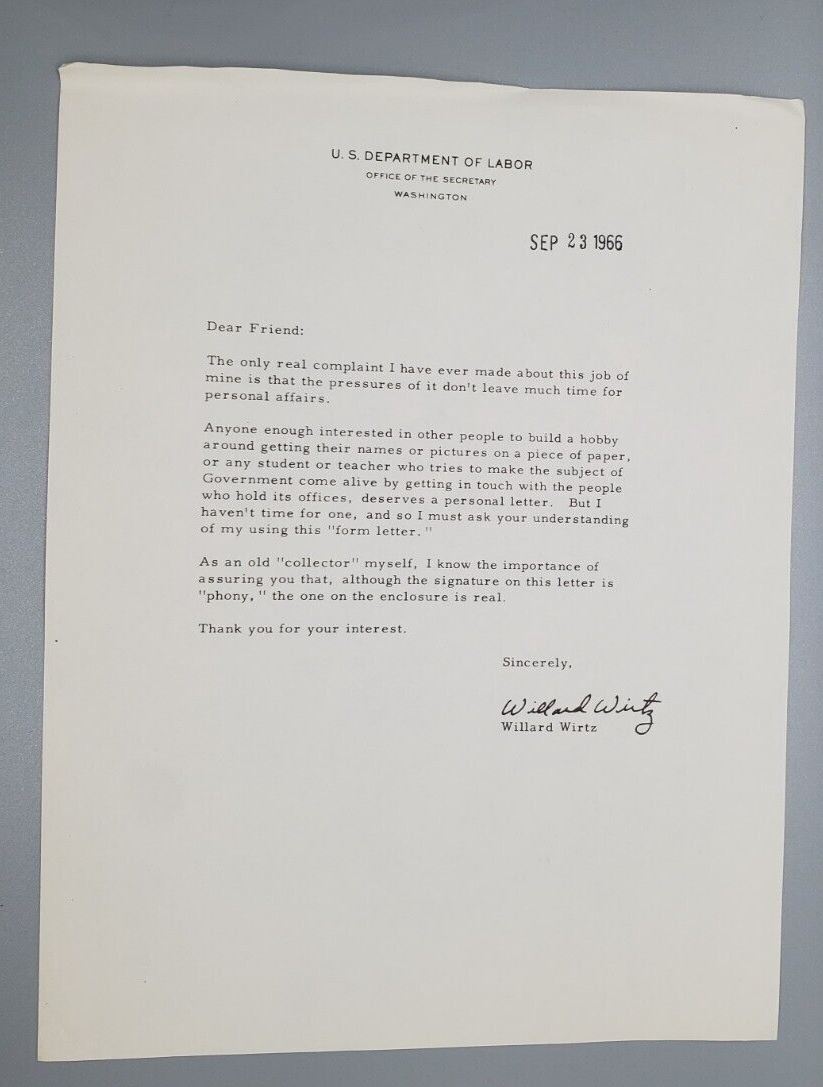 U. S. DEPARTMENT OF LABOR
OFFICE OF THE SECRETARY
WASHINGTON
SEP 23 1966
Dear Friend:
The only real complaint I have ever made about this job of
mine is that the pressures of it don't leave much time for
personal affairs.
Anyone enough interested in other people to build a hobby
around getting their names or pictures on a piece of paper,
or any student or teacher who tries to make the subject of
Government come alive by getting in touch with the people
who hold its offices, deserves a personal letter. But I
haven't time for one, and so I must ask your understanding
of my using this "form letter."
As an old "collector" myself, I know the importance of
assuring you that, although the signature on this letter is
"phony," the one on the enclosure is real.
Thank you for your interest.
Sincerely,
Willard Wirtz
Willard Wirtz